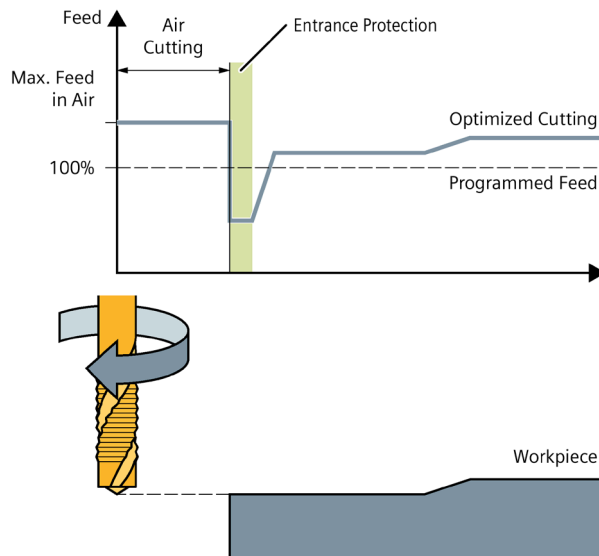 Feed
Air
Cutting
Entrance Protection
Max. Feed
in Air
Optimized Cutting
100%
Programmed Feed
Workpiece